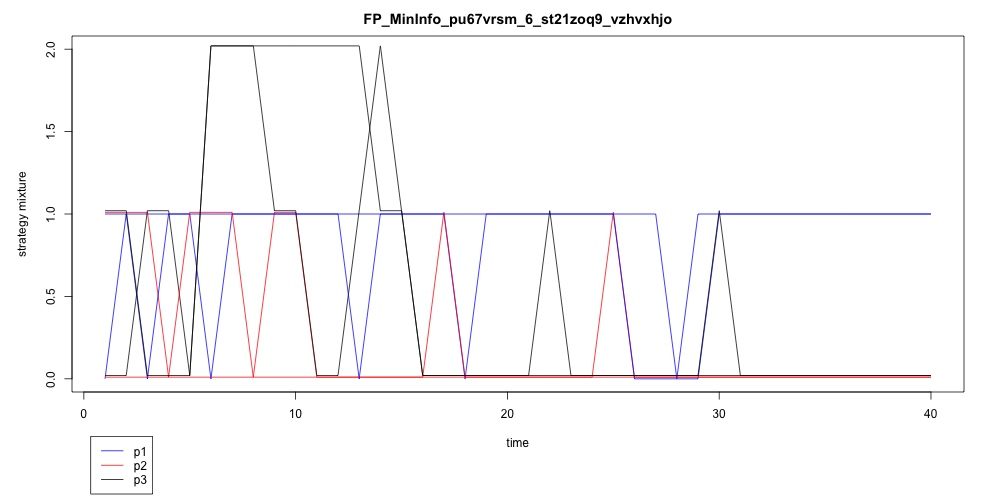 FP_MinInfo_pu67vrsm_6_st21zoq9_vzhvxhjo
strategy mixture
2.0
1.5
1.0
0.5
0.0
0 10 20 30 40
time
p1
p2
p3